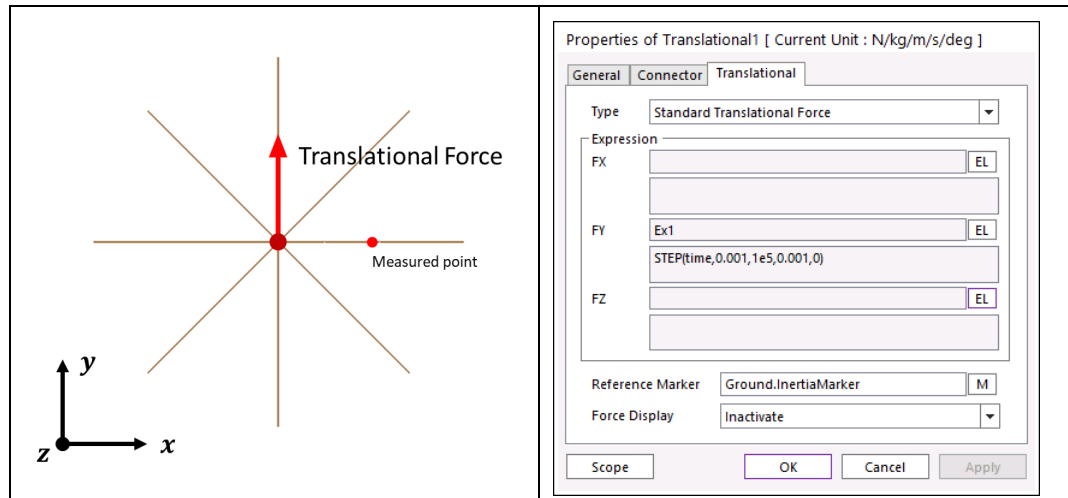 Translational Force
Measured point
y
z
x
Properties of Translational1 [ Current Unit : N/kg/m/s/deg ]
General Connector Translational
Type Standard Translational Force
Expression
FX EL
FY Ex1 EL
STEP(time,0.001,1e5,0.001,0)
FZ EL
Reference Marker Ground.InertiaMarker M
Force Display Inactivate
Scope OK Cancel Apply